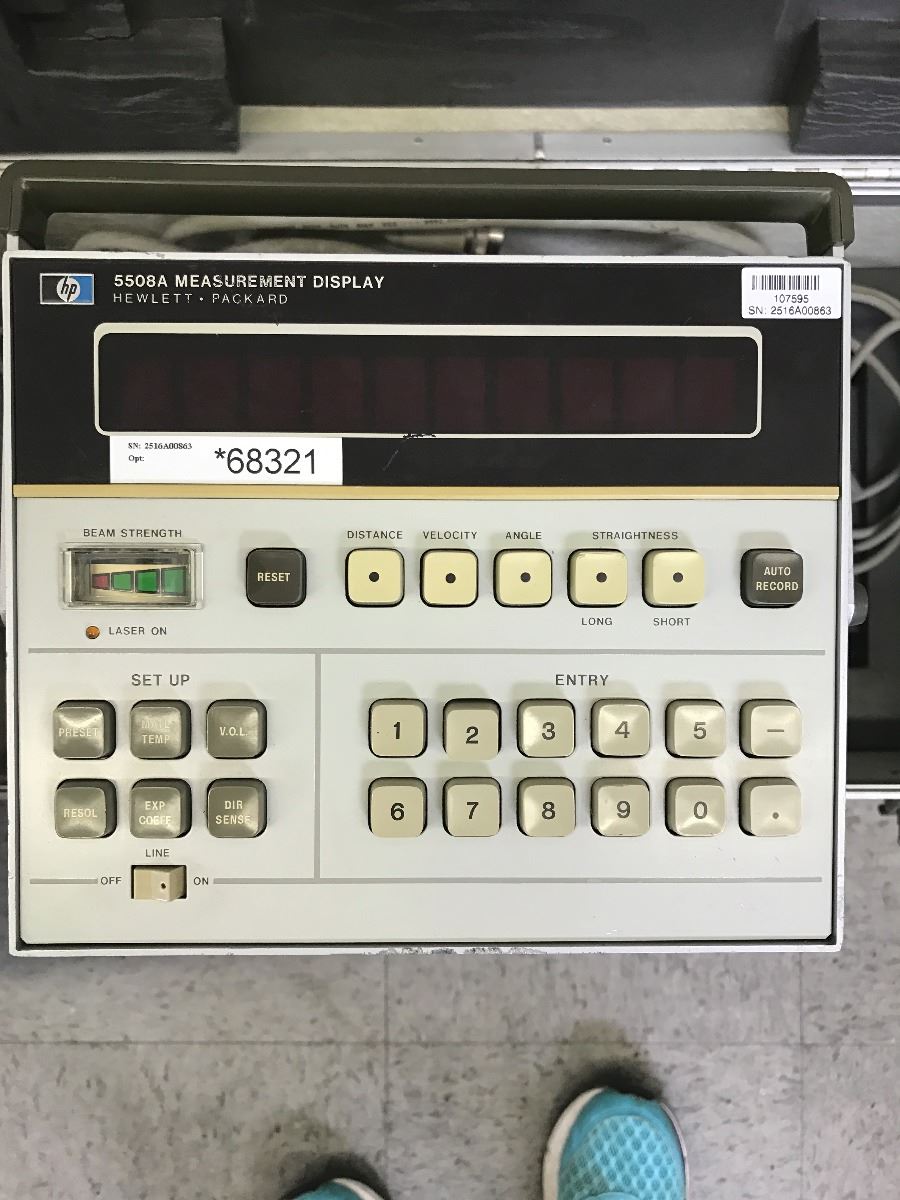 hp
5508A MEASUREMENT DISPLAY
HEWLETT • PACKARD
107595
SN: 2516A00863
SN: 2516A00863
Opt:
*68321
BEAM STRENGTH
LASER ON
RESET
DISTANCE
VELOCITY
ANGLE
STRAIGHTNESS
LONG
SHORT
AUTO
RECORD
SET UP
PRESET
MATL
TEMP
V.O.L.
RESOL
EXP
COEFF
DIR
SENSE
LINE
OFF
ON
ENTRY
1 2 3 4 5 —
6 7 8 9 0 .